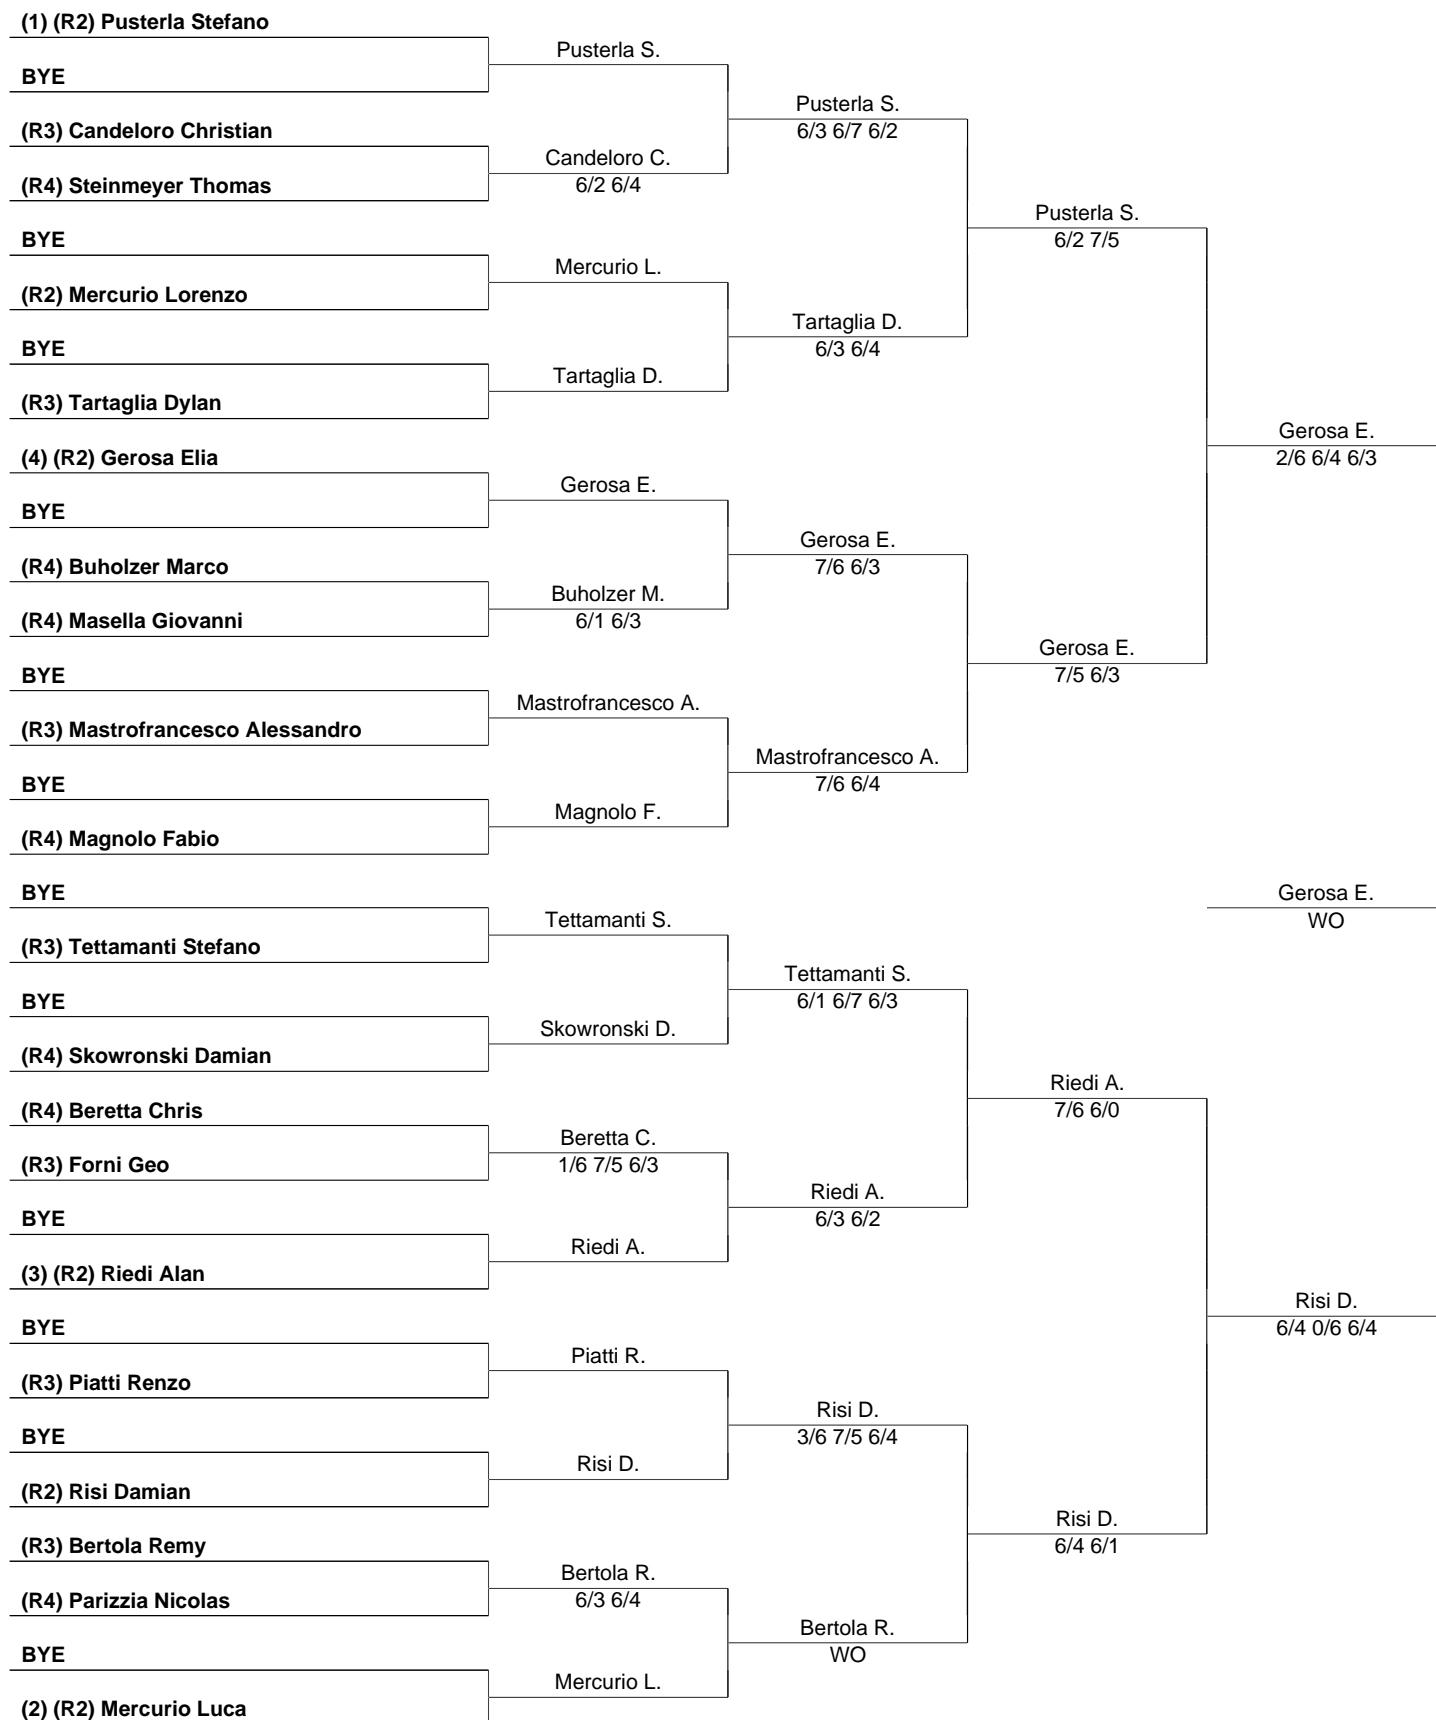 (1) (R2) Pusterla Stefano
Pusterla S.
BYE
Pusterla S.
6/3 6/7 6/2
(R3) Candeloro Christian
Candeloro C.
6/2 6/4
(R4) Steinmeyer Thomas
Pusterla S.
6/2 7/5
BYE
Mercurio L.
(R2) Mercurio Lorenzo
Tartaglia D.
6/3 6/4
BYE
Tartaglia D.
(R3) Tartaglia Dylan
Gerosa E.
2/6 6/4 6/3
(4) (R2) Gerosa Elia
Gerosa E.
BYE
Gerosa E.
7/6 6/3
(R4) Buholzer Marco
Buholzer M.
6/1 6/3
(R4) Masella Giovanni
Gerosa E.
7/5 6/3
BYE
Mastrofrancesco A.
(R3) Mastrofrancesco Alessandro
Mastrofrancesco A.
7/6 6/4
BYE
Magnolo F.
(R4) Magnolo Fabio
BYE
Gerosa E.
WO
Tettamanti S.
(R3) Tettamanti Stefano
Tettamanti S.
6/1 6/7 6/3
BYE
Skowronski D.
(R4) Skowronski Damian
Riedi A.
7/6 6/0
(R4) Beretta Chris
Beretta C.
1/6 7/5 6/3
(R3) Forni Geo
Riedi A.
6/3 6/2
BYE
Riedi A.
(3) (R2) Riedi Alan
Risi D.
6/4 0/6 6/4
BYE
Piatti R.
(R3) Piatti Renzo
Risi D.
3/6 7/5 6/4
BYE
Risi D.
(R2) Risi Damian
Risi D.
6/4 6/1
(R3) Bertola Remy
Bertola R.
6/3 6/4
(R4) Parizzia Nicolas
Bertola R.
WO
BYE
Mercurio L.
(2) (R2) Mercurio Luca